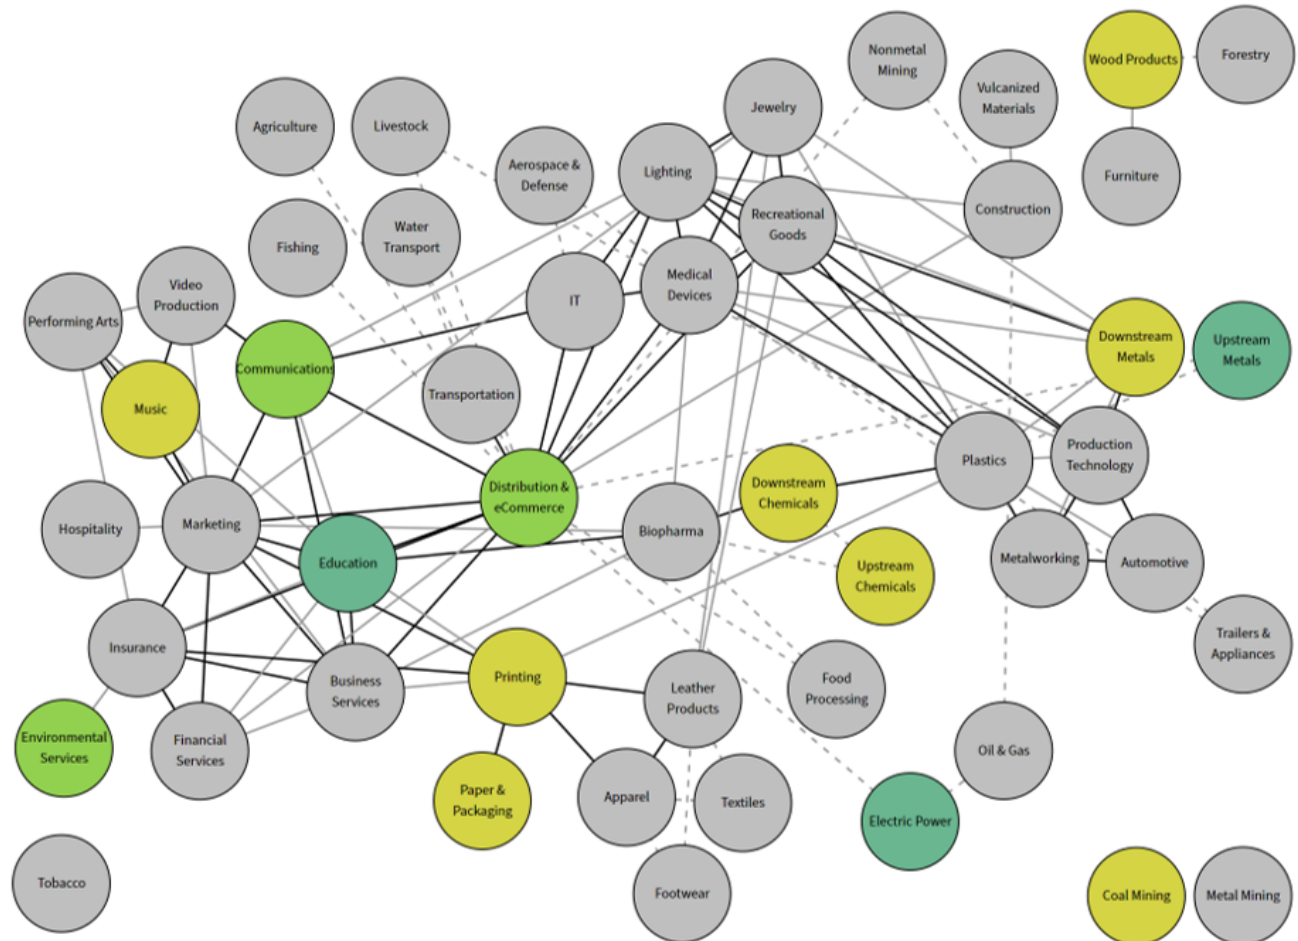 Nonmetal
Mining
Wood Products
Forestry
Jewelry
Vulcanized
Materials
Agriculture
Livestock
Aerospace &
Defense
Lighting
Furniture
Recreational
Goods
Construction
Fishing
Water
Transport
Video
Production
Medical
Devices
IT
Performing Arts
Communications
Downstream
Metals
Upstream
Metals
Music
Transportation
Production
Technology
Plastics
Distribution &
eCommerce
Downstream
Chemicals
Hospitality
Marketing
Biopharma
Education
Upstream
Chemicals
Metalworking
Automotive
Insurance
Business
Services
Printing
Leather
Products
Food
Processing
Trailers &
Appliances
Environmental
Services
Financial
Services
Oil & Gas
Paper &
Packaging
Apparel
Textiles
Electric Power
Tobacco
Footwear
Coal Mining
Metal Mining